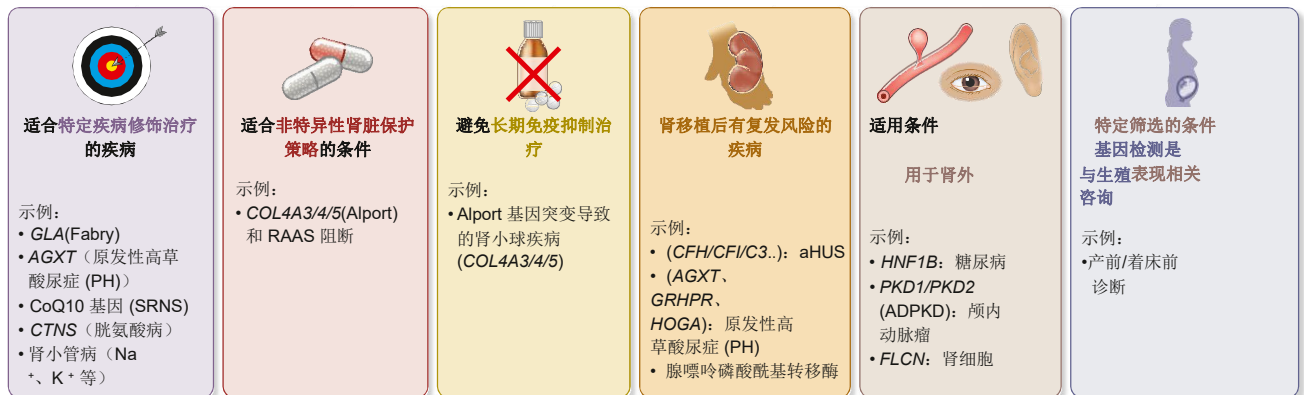 适合特定疾病修饰治疗
的疾病
示例：
• GLA(Fabry)
• AGXT（原发性高草
酸尿症 (PH)）
• CoQ10 基因 (SRNS)
• CTNS（胱氨酸病）
• 肾小管病（Na
⁺、K ⁺ 等）
适合非特异性肾脏保护
策略的条件
示例：
• COL4A3/4/5(Alport)
和 RAAS 阻断
避免长期免疫抑制治
疗
示例：
• Alport 基因突变导致
的肾小球疾病
(COL4A3/4/5)
肾移植后有复发风险的
疾病
示例：
• (CFH/CFI/C3..)：aHUS
• (AGXT、
GRHPR、
HOGA)：原发性高
草酸尿症 (PH)
• 腺嘌呤磷酸酰基转移酶
适用条件
用于肾外
示例：
• HNF1B：糖尿病
• PKD1/PKD2
(ADPKD)：颅内
动脉瘤
• FLCN：肾细胞
特定筛选的条件
基因检测是
与生殖表现相关
咨询
示例：
•产前/着床前
诊断